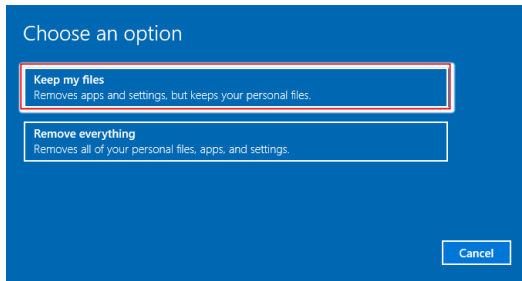 Choose an option
Keep my files
Removes apps and settings, but keeps your personal files.
Remove everything
Removes all of your personal files, apps, and settings.
Cancel